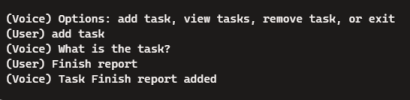 (Voice) Options: add task, view tasks, remove task, or exit
(User) add task
(Voice) What is the task?
(User) Finish report
(Voice) Task Finish report added